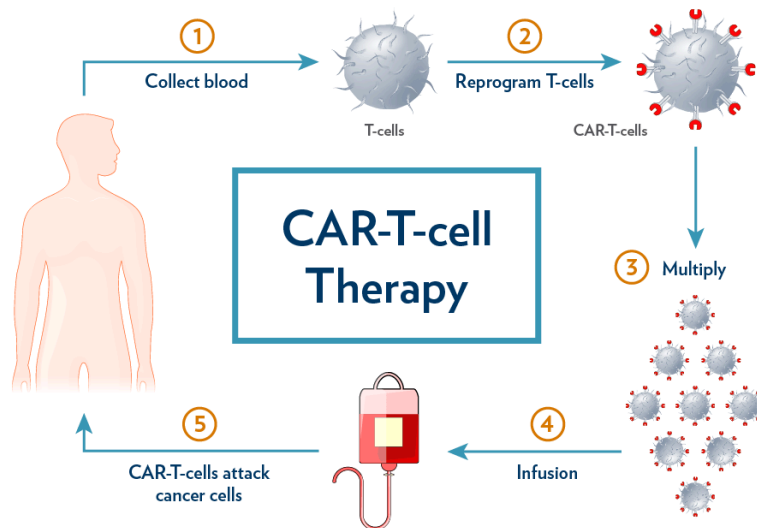 1
Collect blood
T-cells
2
Reprogram T-cells
CAR-T-cells
CAR-T-cell
Therapy
3 Multiply
4
Infusion
5
CAR-T-cells attack
cancer cells